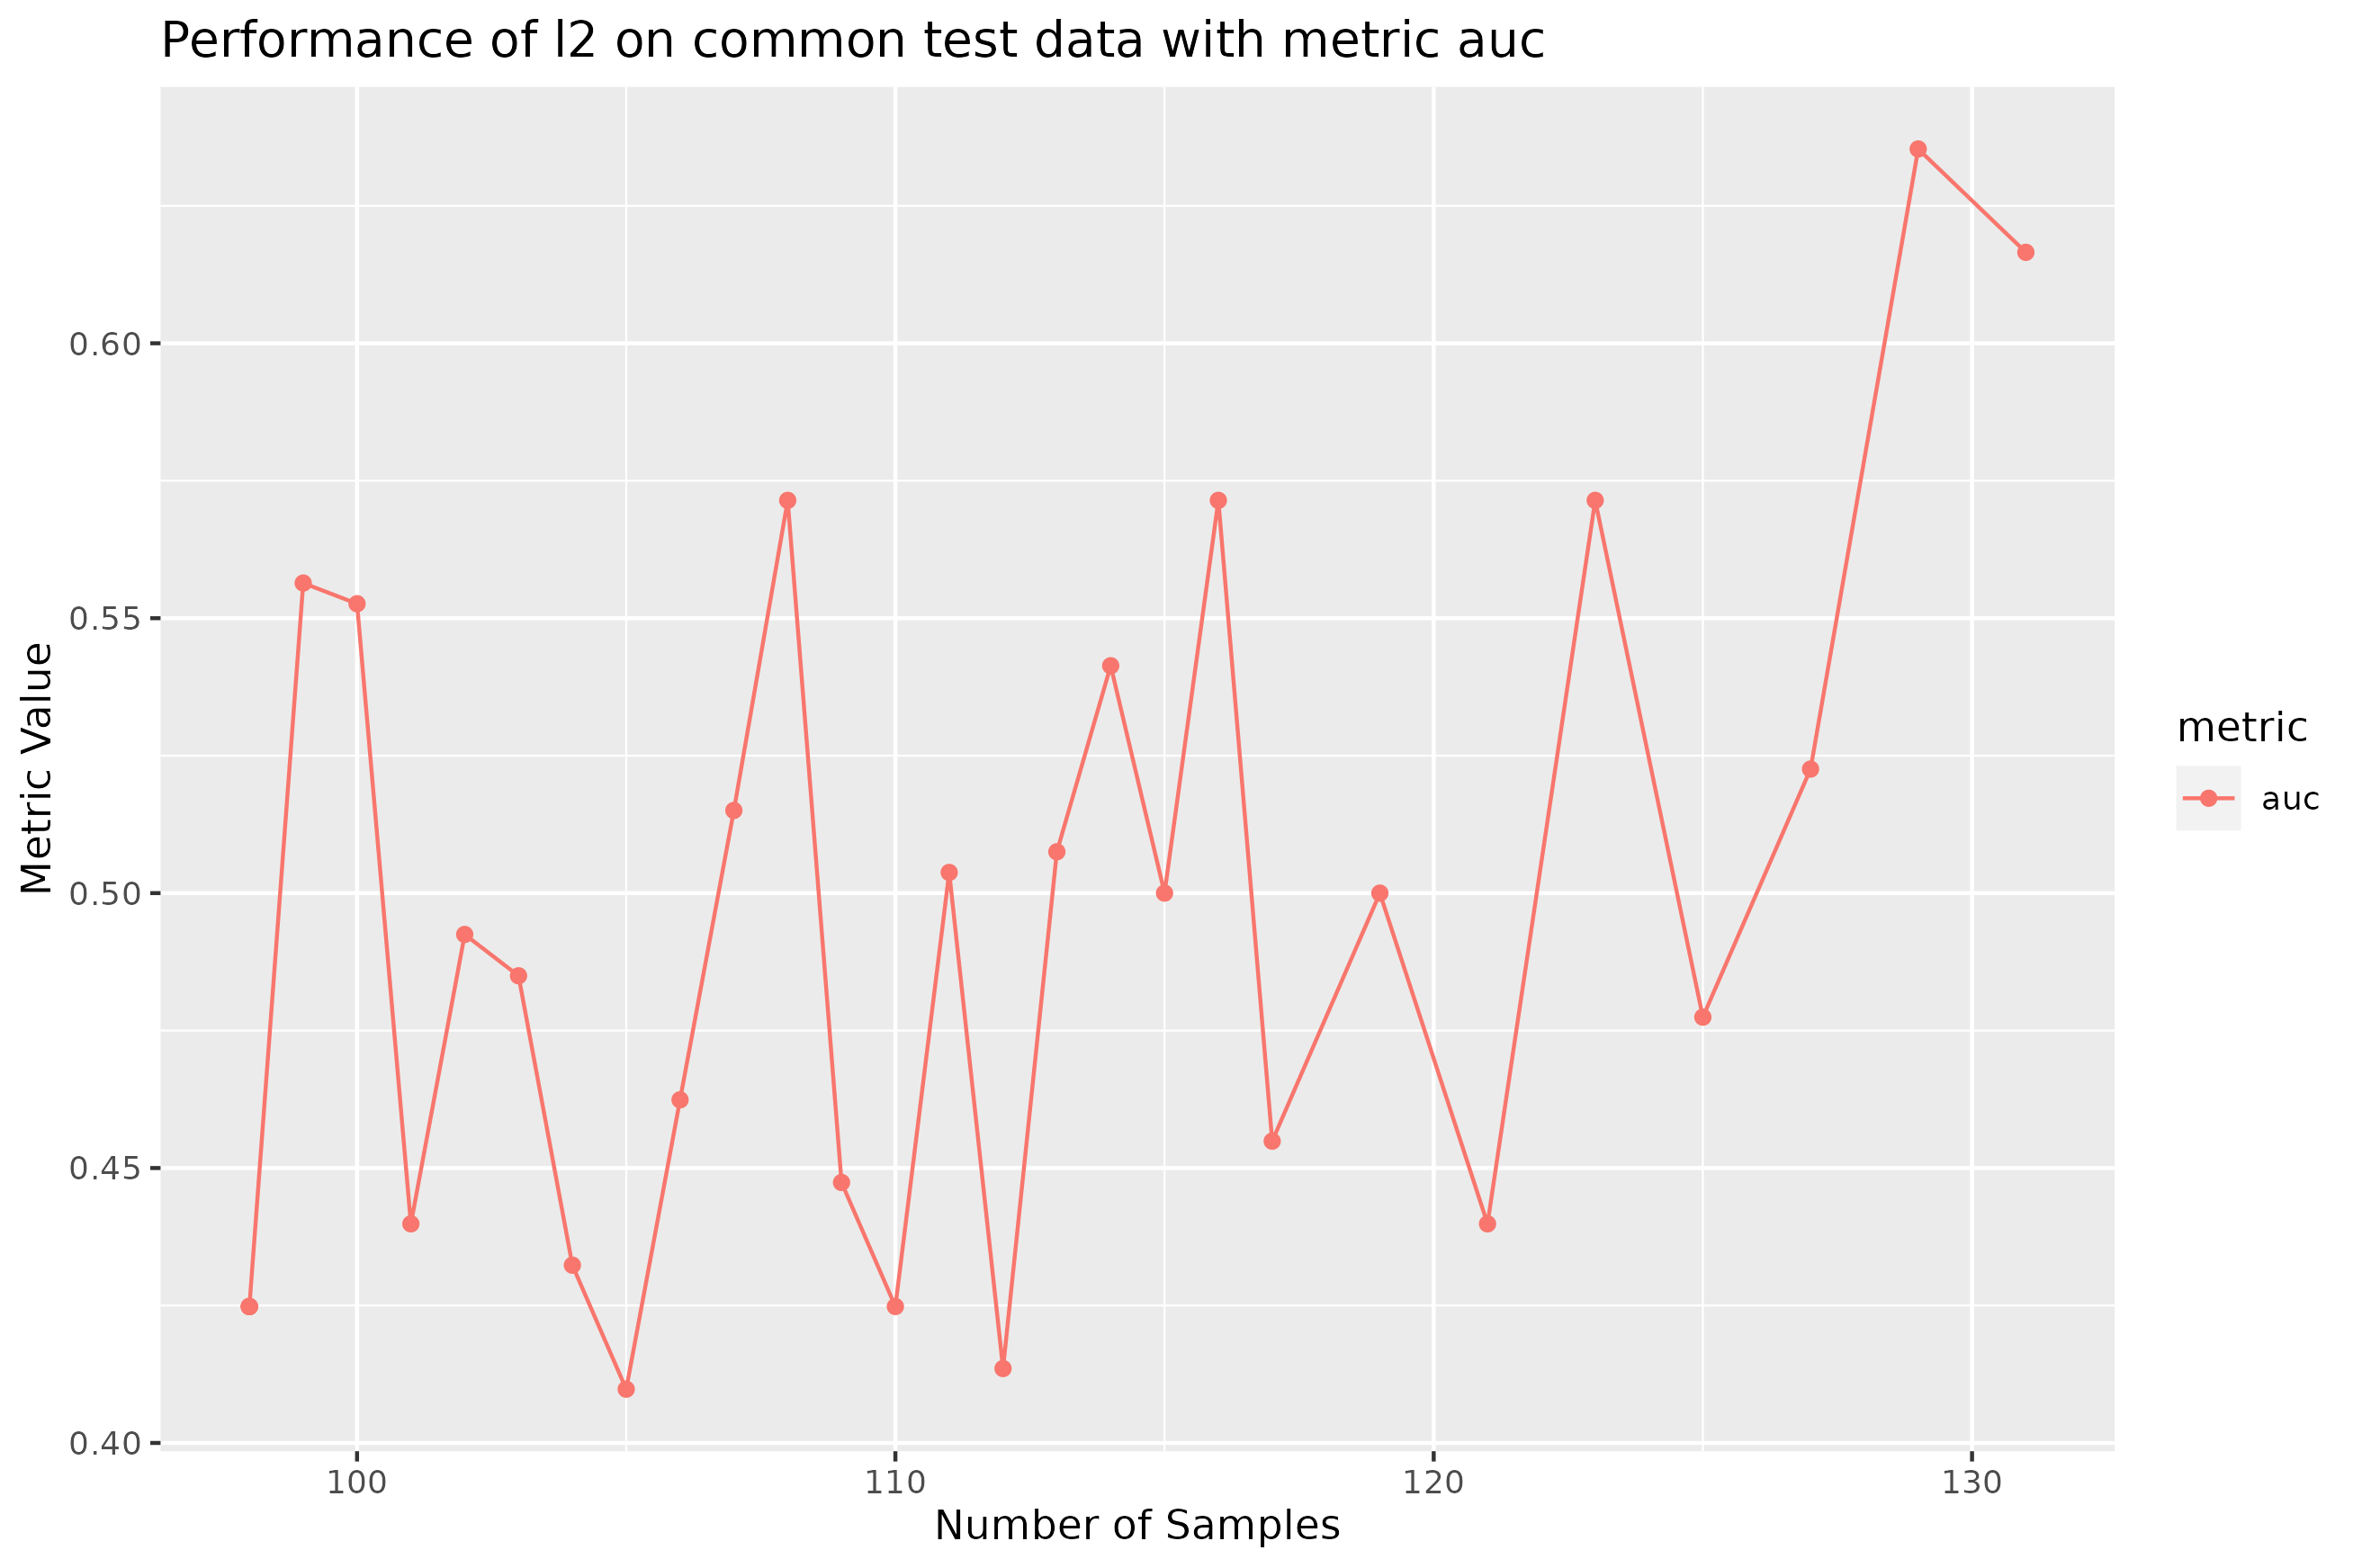 Performance of l2 on common test data with metric auc
Metric Value
0.60
0.55
0.50
0.45
0.40
100
110
120
130
Number of Samples
metric
auc